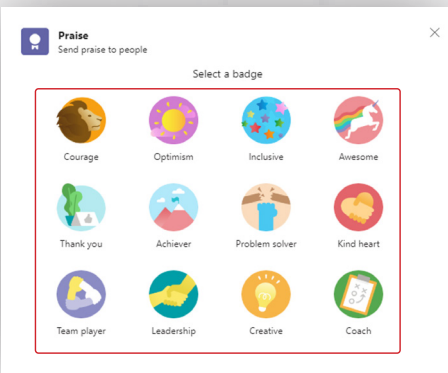 Praise
Send praise to people
Select a badge
Courage Optimism Inclusive Awesome
Thank you Achiever Problem solver Kind heart
Team player Leadership Creative Coach